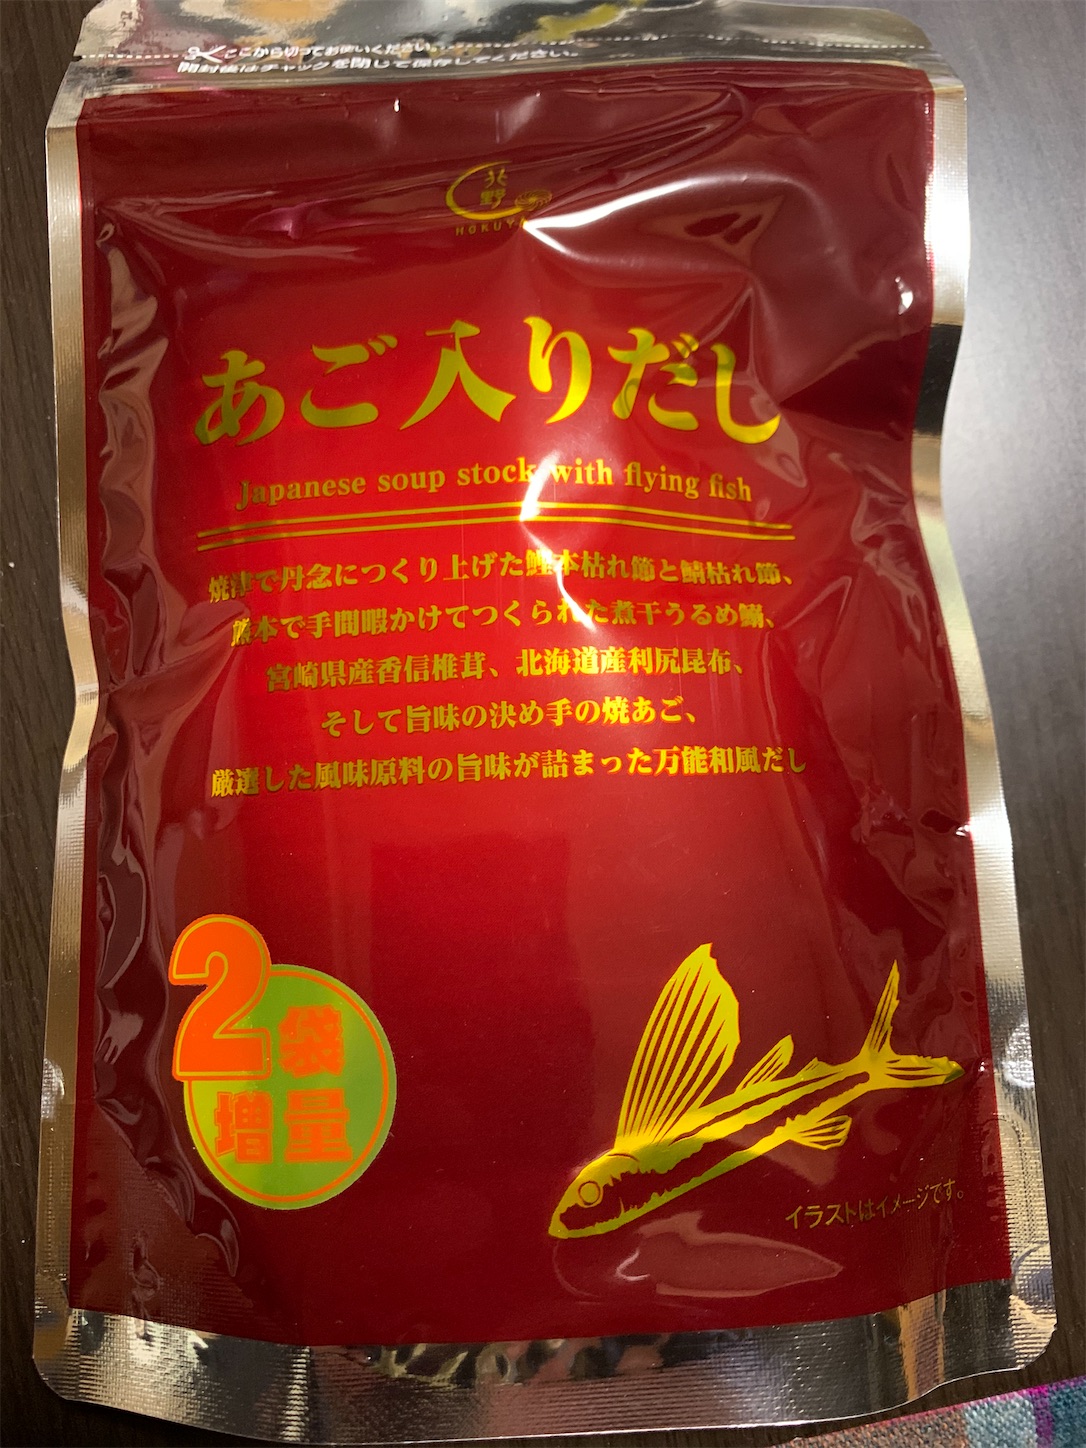 ここから切ってお使いください。
開封後はチャックを閉じて保存してください。
北野
HOKUYA
あご入りだし
Japanese soup stock with flying fish
焼津で丹念につくり上げた鰹本枯れ節と鯖枯れ節、
熊本で手間暇かけてつくられた煮干うるめ鰯、
宮崎県産香信椎茸、北海道産利尻昆布、
そして旨味の決め手の焼あご、
厳選した風味原料の旨味が詰まった万能和風だし
2袋
増量
イラストはイメージです。